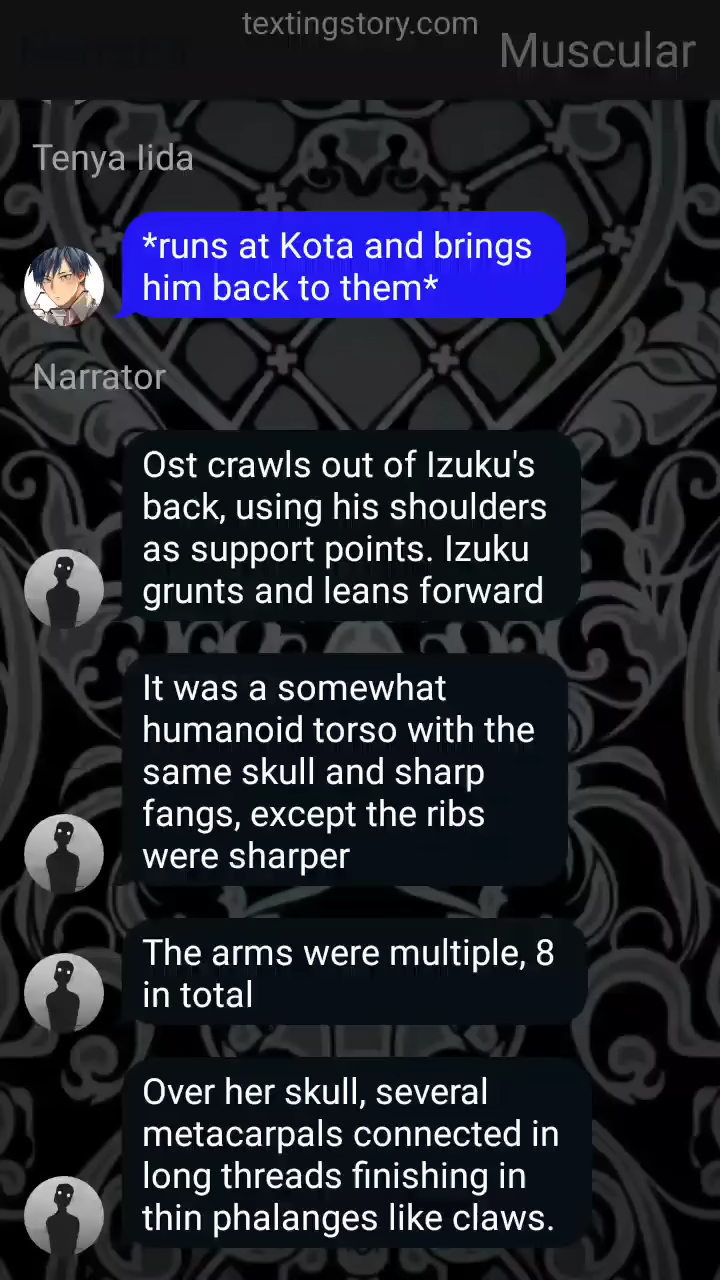 textingstory.com
Muscular
Tenya Iida
*runs at Kota and brings
him back to them*
Narrator
Ost crawls out of Izuku's
back, using his shoulders
as support points. Izuku
grunts and leans forward
It was a somewhat
humanoid torso with the
same skull and sharp
fangs, except the ribs
were sharper
The arms were multiple, 8
in total
Over her skull, several
metacarpals connected in
long threads finishing in
thin phalanges like claws.